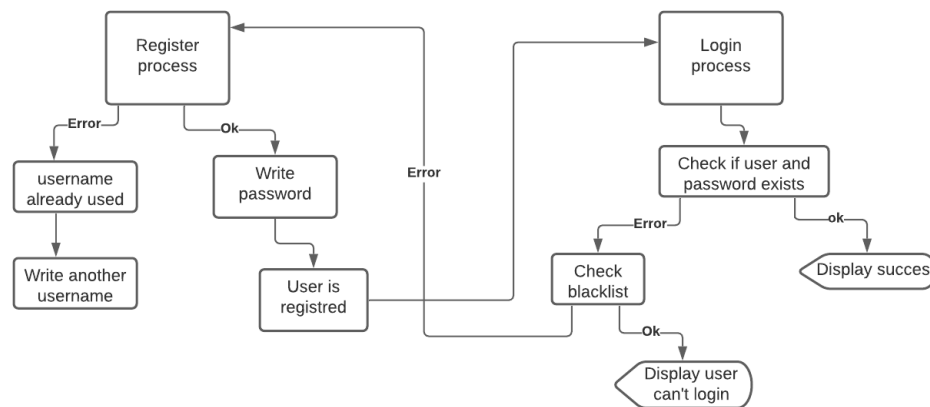 Register
process
Login
process
Error
Ok
Error
username
already used
Write
password
Check if user and
password exists
Write another
username
User is
registred
Error
ok
Check
blacklist
Display succes
Ok
Display user
can't login